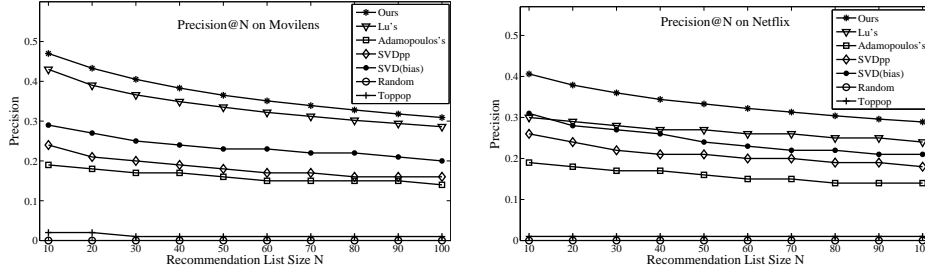 Precision@N on Movilens
Ours
Lu's
Adamopoulos's
SVDpp
SVD(bias)
Random
Toppop
0.5
0.4
0.3
0.2
0.1
0
Precision
10 20 30 40 50 60 70 80 90 100
Recommendation List Size N
Precision@N on Netflix
Ours
Lu's
Adamopoulos's
SVDpp
SVD(bias)
Random
Toppop
0.5
0.4
0.3
0.2
0.1
0
Precision
10 20 30 40 50 60 70 80 90 100
Recommendation List Size N